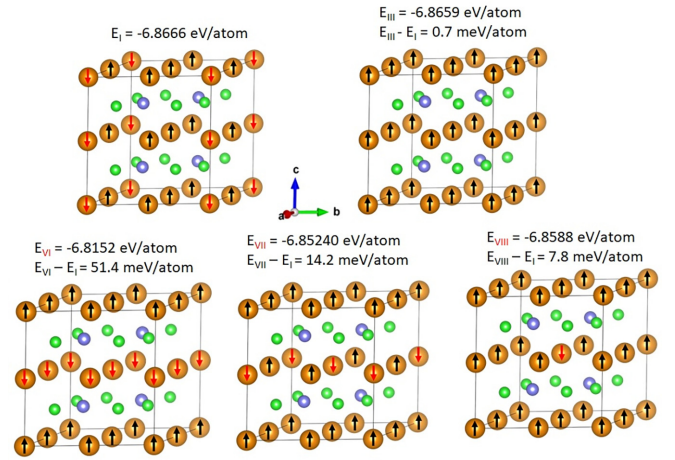 E_I = -6.8666 eV/atom
E_III = -6.8659 eV/atom
E_III - E_I = 0.7 meV/atom
c
a
b
E_VI = -6.8152 eV/atom
E_VI – E_I = 51.4 meV/atom
E_VII = -6.85240 eV/atom
E_VII – E_I = 14.2 meV/atom
E_VIII = -6.8588 eV/atom
E_VIII – E_I = 7.8 meV/atom